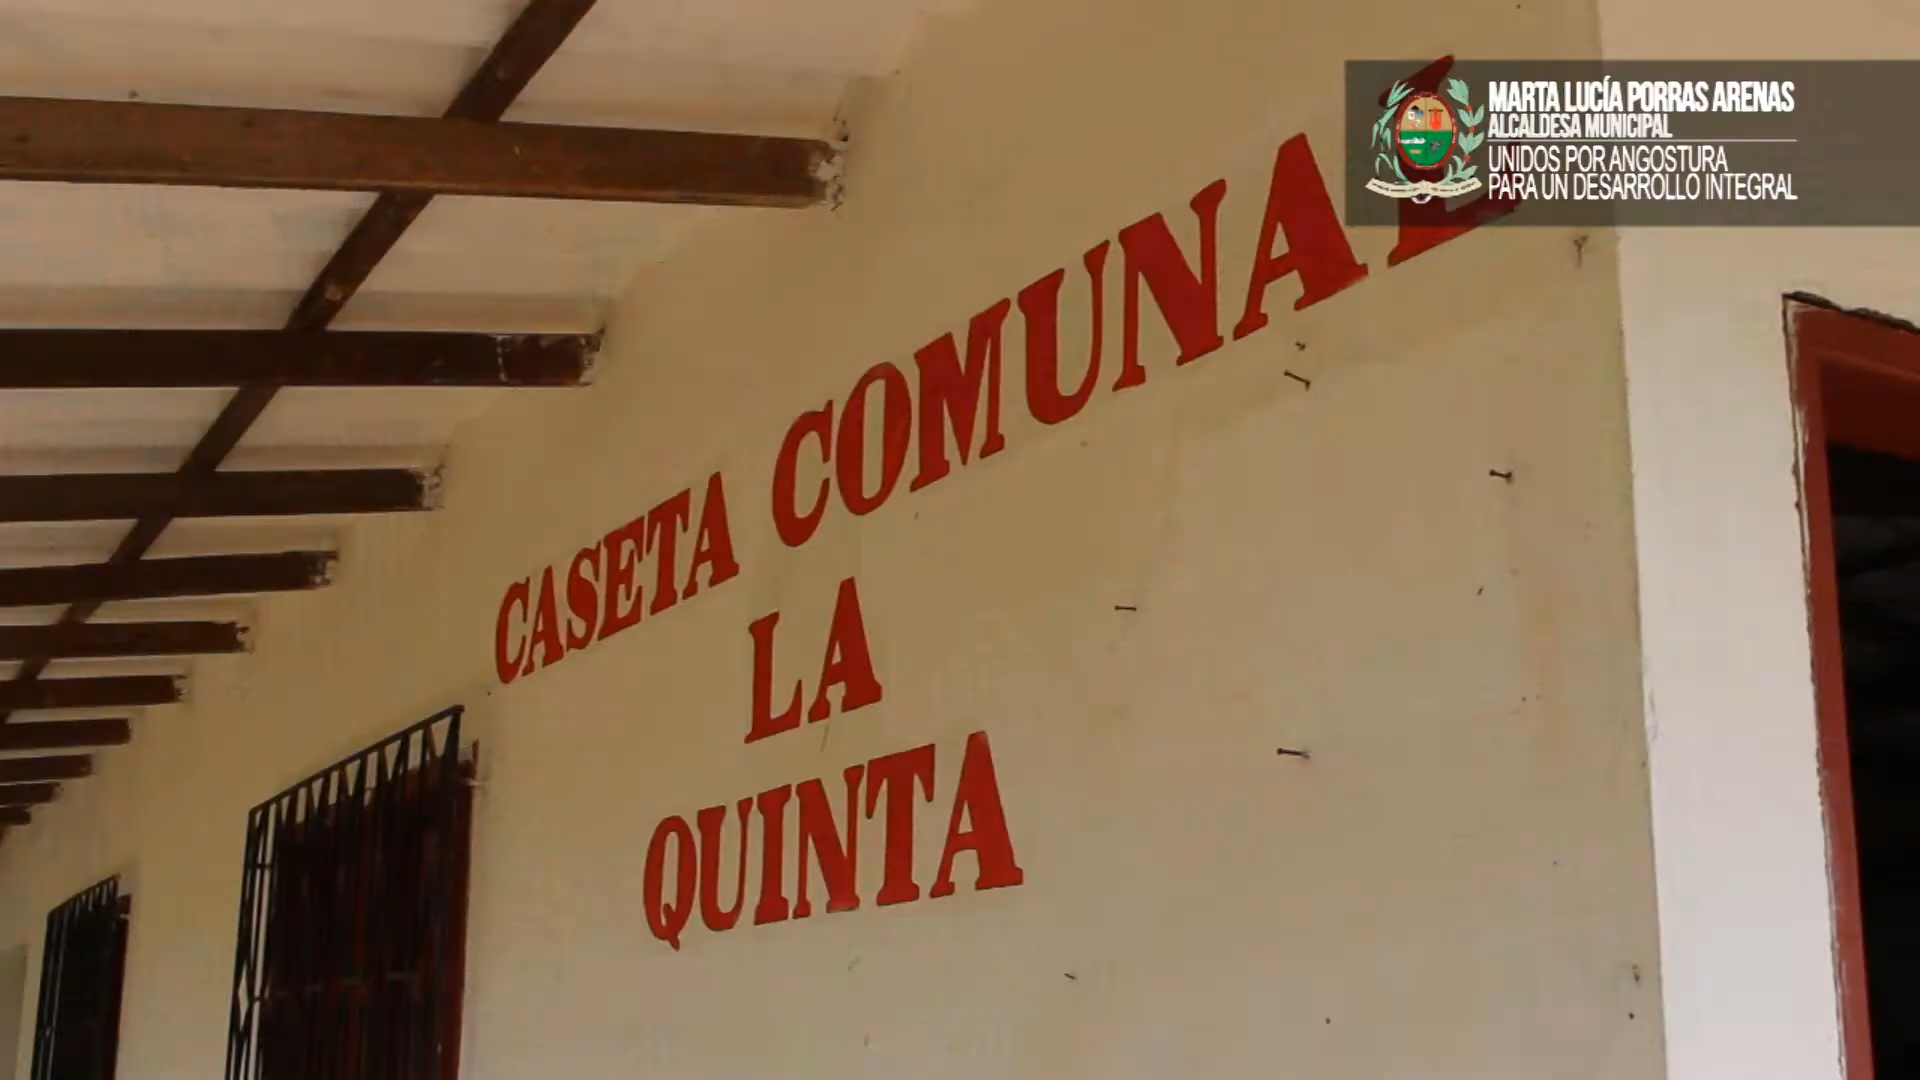 MARTA LUCÍA PORRAS ARENAS
ALCALDESA MUNICIPAL
UNIDOS POR ANGOSTURA
PARA UN DESARROLLO INTEGRAL
CASETA COMUNAL
LA
QUINTA